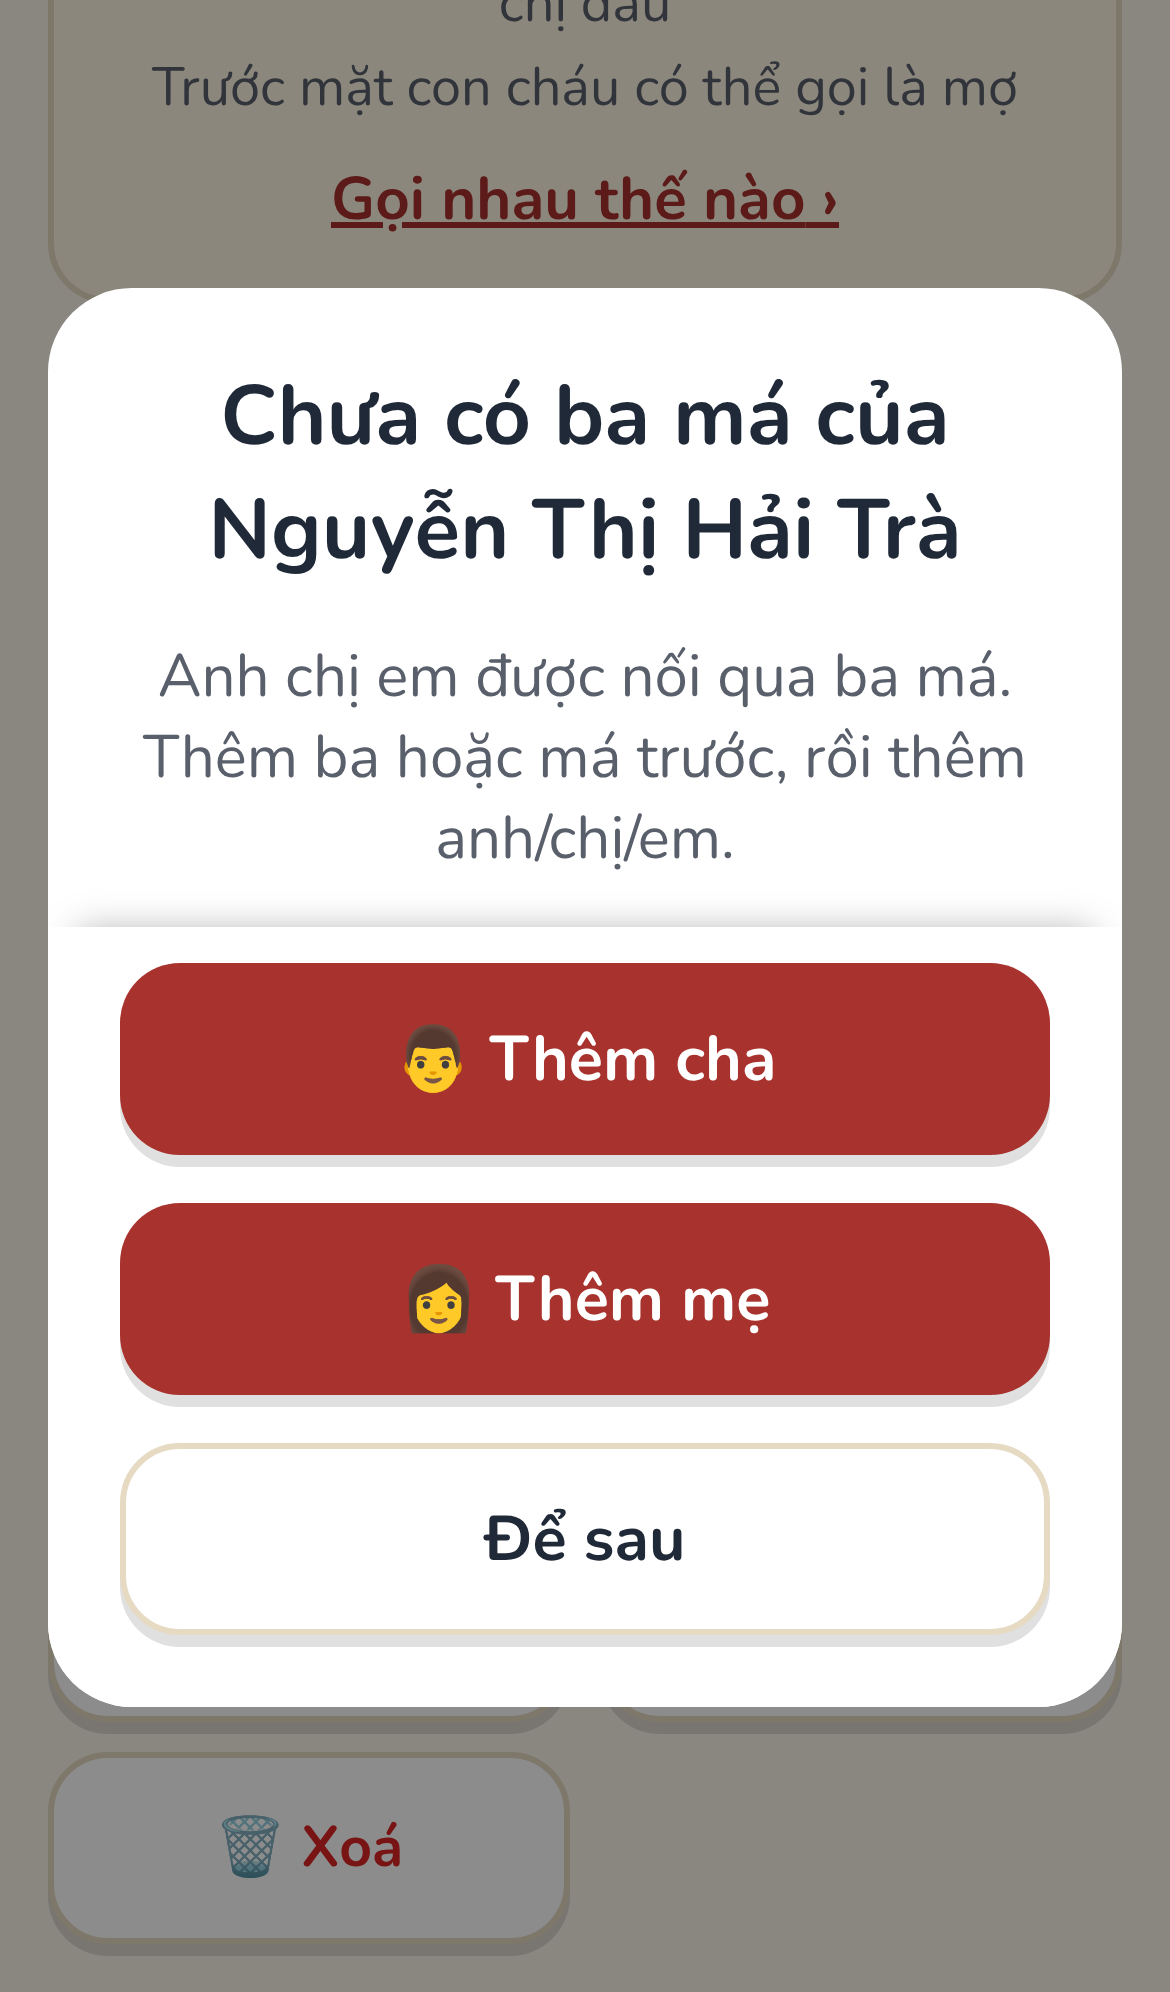 chị dâu
Trước mặt con cháu có thể gọi là mợ
Gọi nhau thế nào ›
Chưa có ba má của
Nguyễn Thị Hải Trà
Anh chị em được nối qua ba má.
Thêm ba hoặc má trước, rồi thêm
anh/chị/em.
Thêm cha
Thêm mẹ
Để sau
Xoá